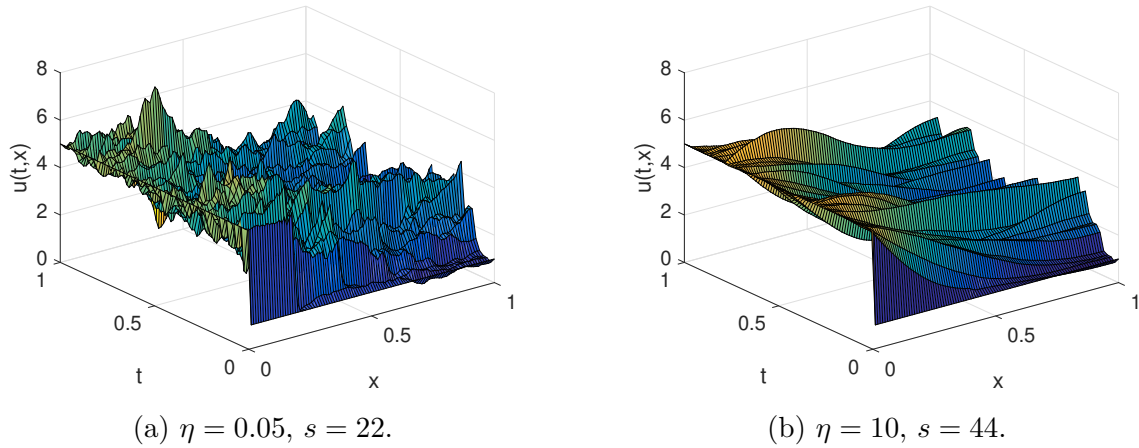 8
6
4
2
0
u(t,x)
1
0.5
0
t
0
0.5
1
x
(a) η = 0.05, s = 22.
8
6
4
2
0
u(t,x)
1
0.5
0
t
0
0.5
1
x
(b) η = 10, s = 44.